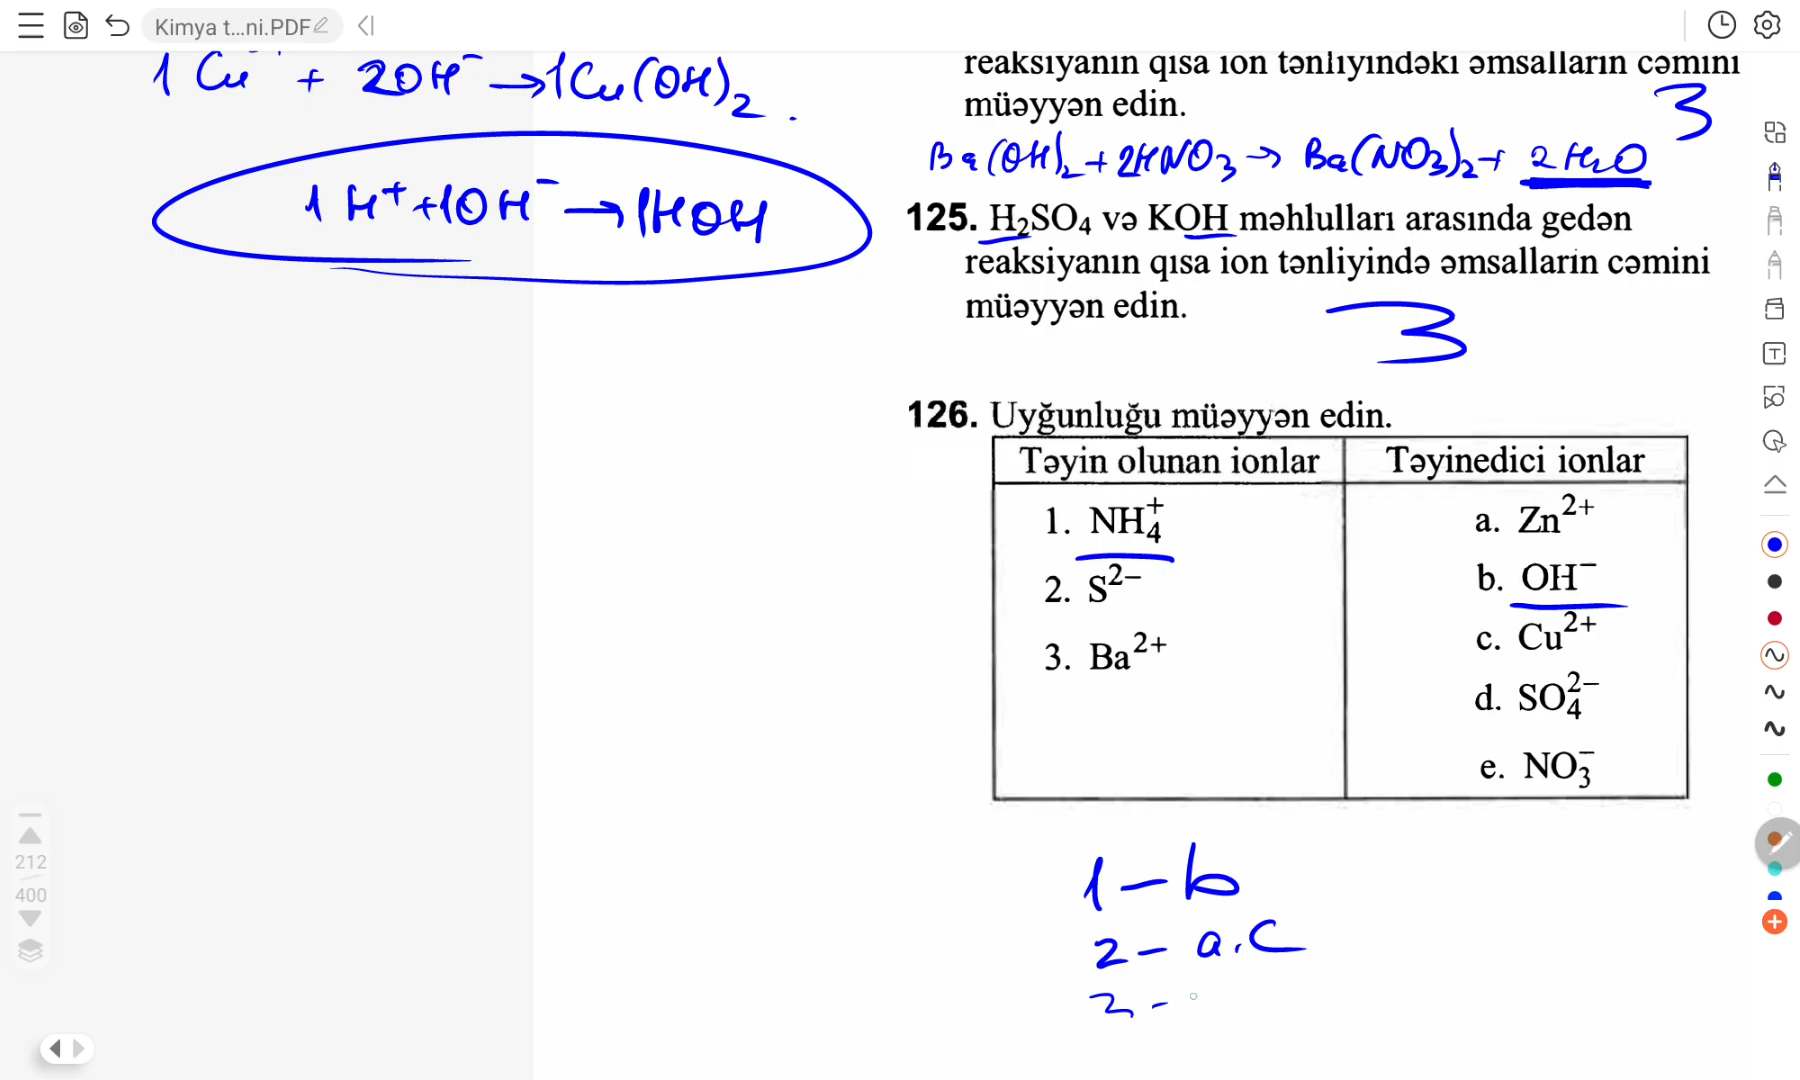 Kimya t...ni.PDF
1 Cu + 2OH⁻ → 1Cu(OH)₂.
1 H⁺ + 1OH⁻ → 1HOH
reaksiyanın qısa ion tənliyindəki əmsalların cəmini
müəyyən edin.
3
Ba(OH)₂ + 2HNO₃ → Ba(NO₃)₂ + 2H₂O
125. H₂SO₄ və KOH məhlulları arasında gedən
reaksiyanın qısa ion tənliyində əmsalların cəmini
müəyyən edin.
3
126. Uyğunluğu müəyyən edin.
Təyin olunan ionlar
Təyinedici ionlar
1. NH₄⁺
2. S²⁻
3. Ba²⁺
a. Zn²⁺
b. OH⁻
c. Cu²⁺
d. SO₄²⁻
e. NO₃⁻
1 – b
2 – a, c
3 –
212
400